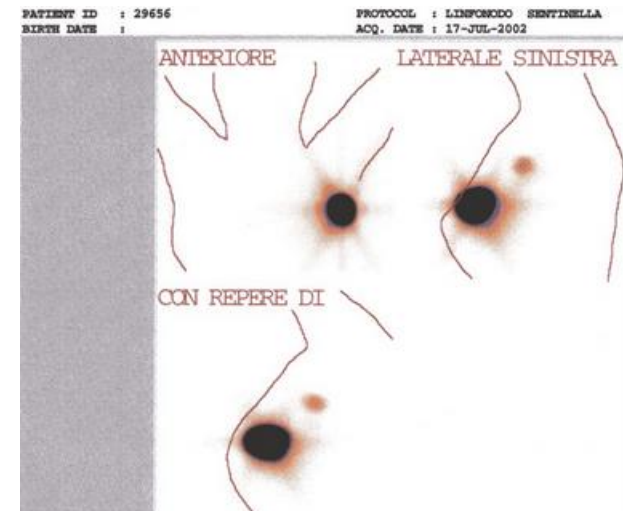 PATIENT ID : 29656 PROTOCOL : LINFONODO SENTINELLA
BIRTH DATE : ACQ. DATE : 17-JUL-2002
ANTERIORE LATERALE SINISTRA
CON REPERE DI